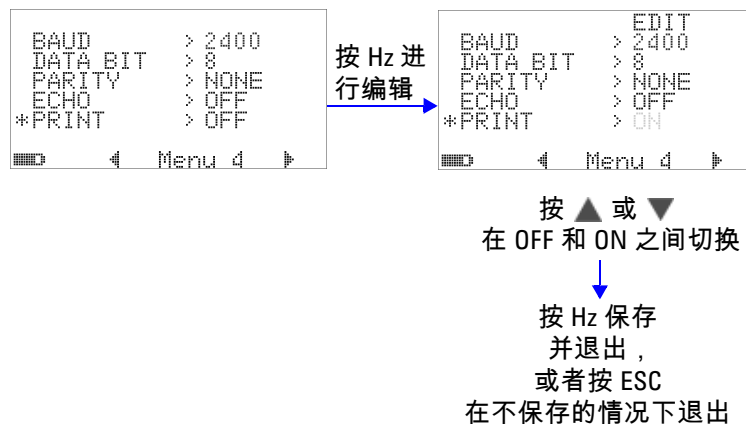 BAUD > 2400
DATA BIT > 8
PARITY > NONE
ECHO > OFF
*PRINT > OFF
Menu 4
按 Hz 进
行编辑
EDIT
BAUD > 2400
DATA BIT > 8
PARITY > NONE
ECHO > OFF
*PRINT > ON
Menu 4
按 ▲ 或 ▼
在 OFF 和 ON 之间切换
按 Hz 保存
并退出，
或者按 ESC
在不保存的情况下退出